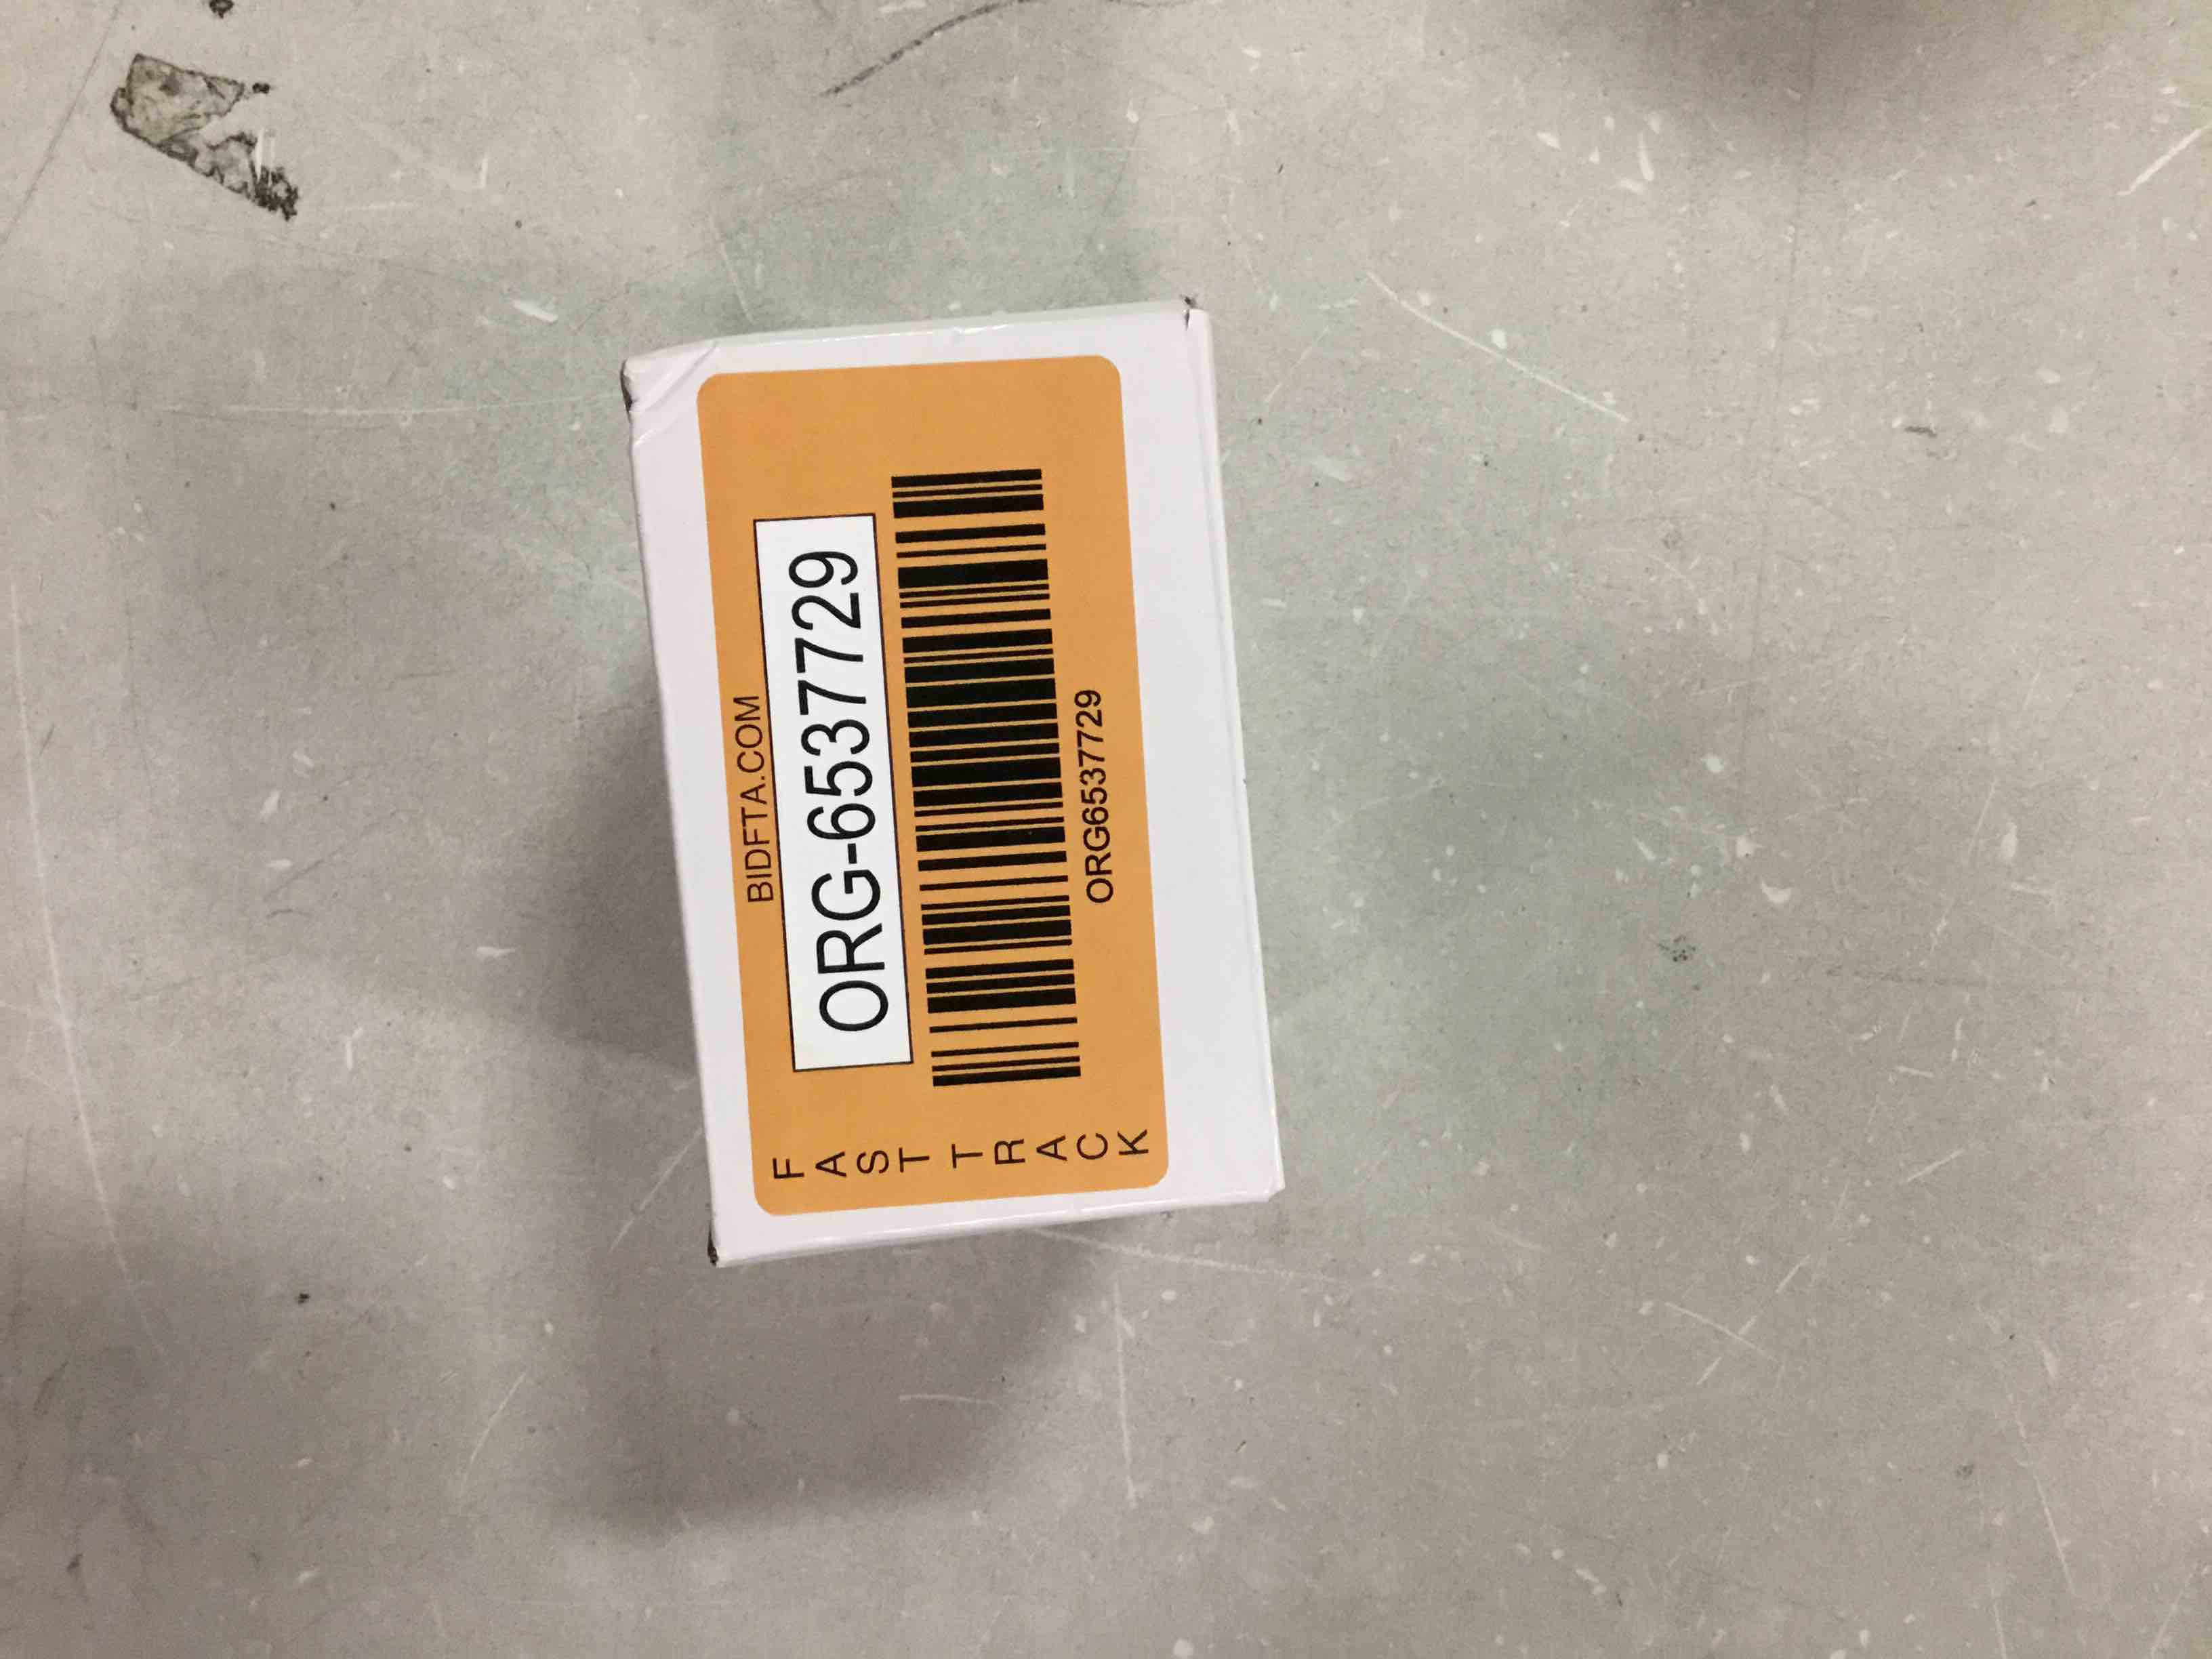 BIDFTA.COM
ORG-6537729
ORG6537729
FAST TRACK